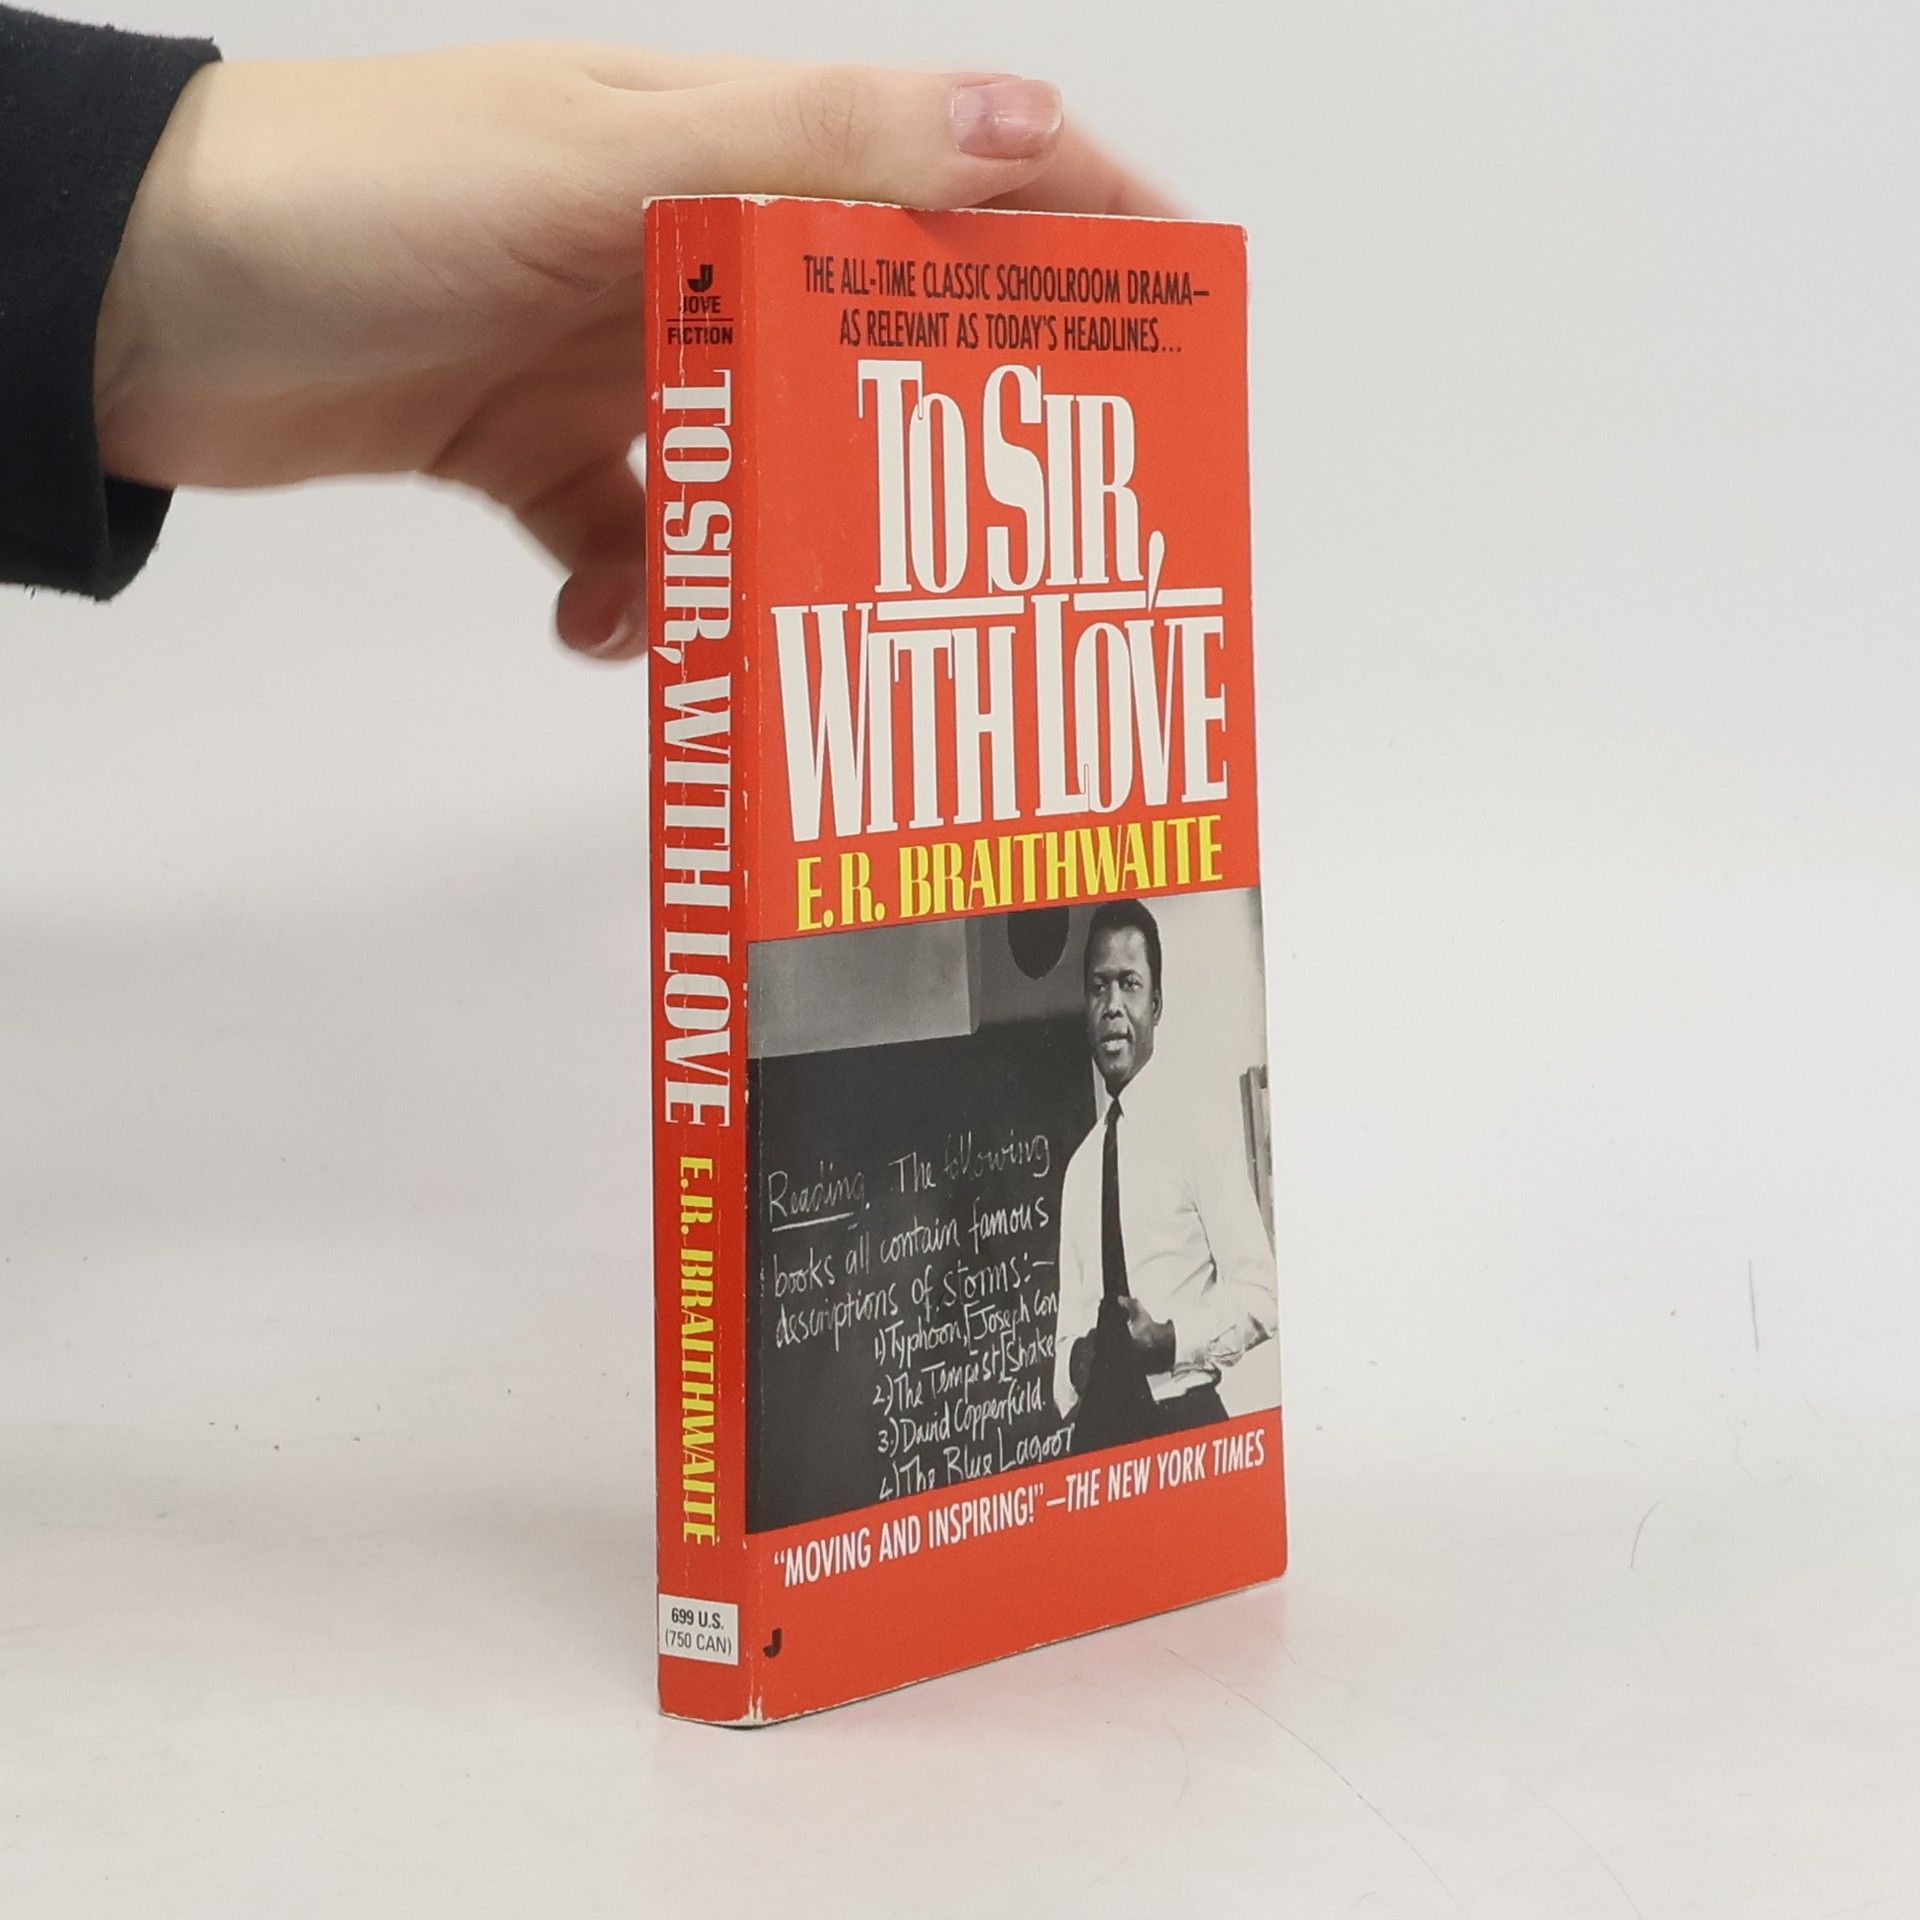 J
JOVE
FICTION
TO SIR, WITH LOVE
E.R. BRAITHWAITE
699 U.S.
(750 CAN)
THE ALL-TIME CLASSIC SCHOOLROOM DRAMA—
AS RELEVANT AS TODAY'S HEADLINES...
TO SIR,
WITH LOVE
E.R. BRAITHWAITE
Reading. The following
books all contain famous
descriptions of storms:—
1.) Typhoon, [Joseph Con
2.) The Tempest [Shake
3.) David Copperfield.
4) The Blue Lagoon
"MOVING AND INSPIRING!"—THE NEW YORK TIMES
J